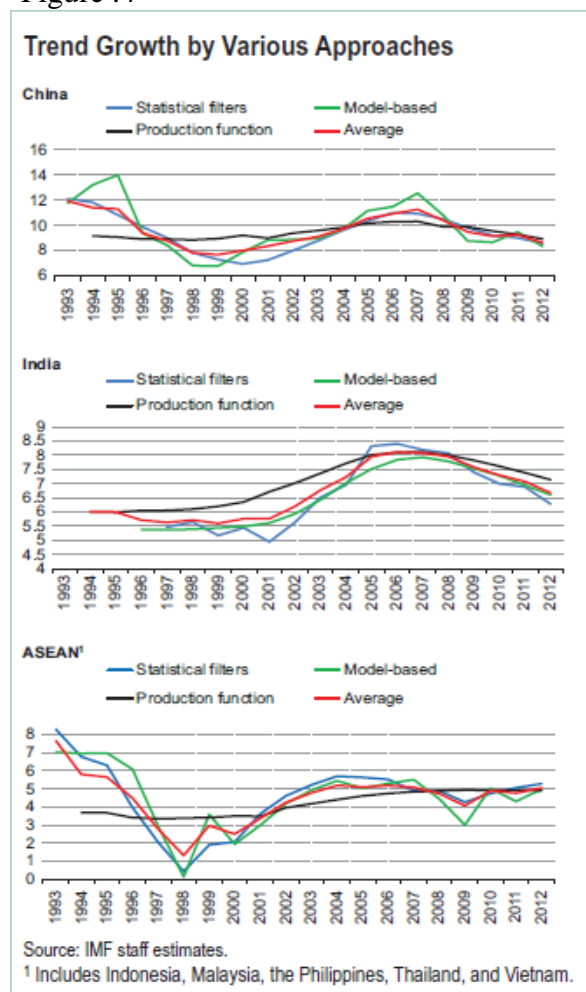 Trend Growth by Various Approaches
China
Statistical filters Model-based
Production function Average
16
14
12
10
8
6
1993 1994 1995 1996 1997 1998 1999 2000 2001 2002 2003 2004 2005 2006 2007 2008 2009 2010 2011 2012
India
Statistical filters Model-based
Production function Average
9
8.5
8
7.5
7
6.5
6
5.5
5
4.5
4
1993 1994 1995 1996 1997 1998 1999 2000 2001 2002 2003 2004 2005 2006 2007 2008 2009 2010 2011 2012
ASEAN¹
Statistical filters Model-based
Production function Average
8
7
6
5
4
3
2
1
0
1993 1994 1995 1996 1997 1998 1999 2000 2001 2002 2003 2004 2005 2006 2007 2008 2009 2010 2011 2012
Source: IMF staff estimates.
¹ Includes Indonesia, Malaysia, the Philippines, Thailand, and Vietnam.